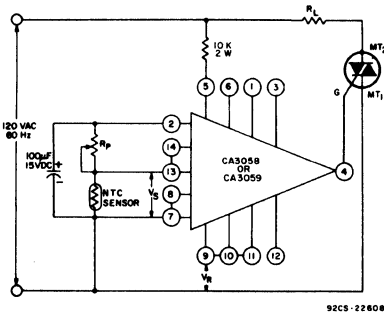 RL
10 K
2 W
MT2
G
MT1
5
6
1
3
120 VAC
60 Hz
2
RP
14
100μF
15VDC
+
-
13
CA3058
OR
CA3059
4
NTC
SENSOR
VS
8
7
9
10
11
12
VR
92CS-22608